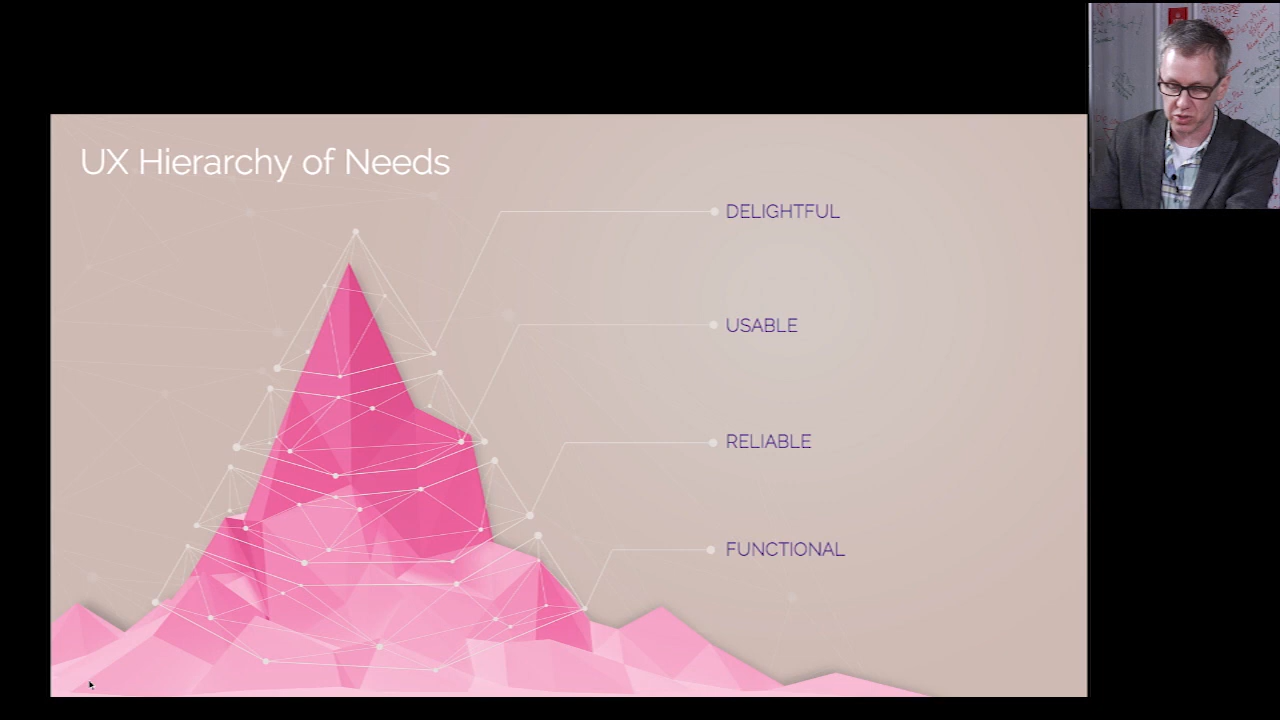 UX Hierarchy of Needs
DELIGHTFUL
USABLE
RELIABLE
FUNCTIONAL